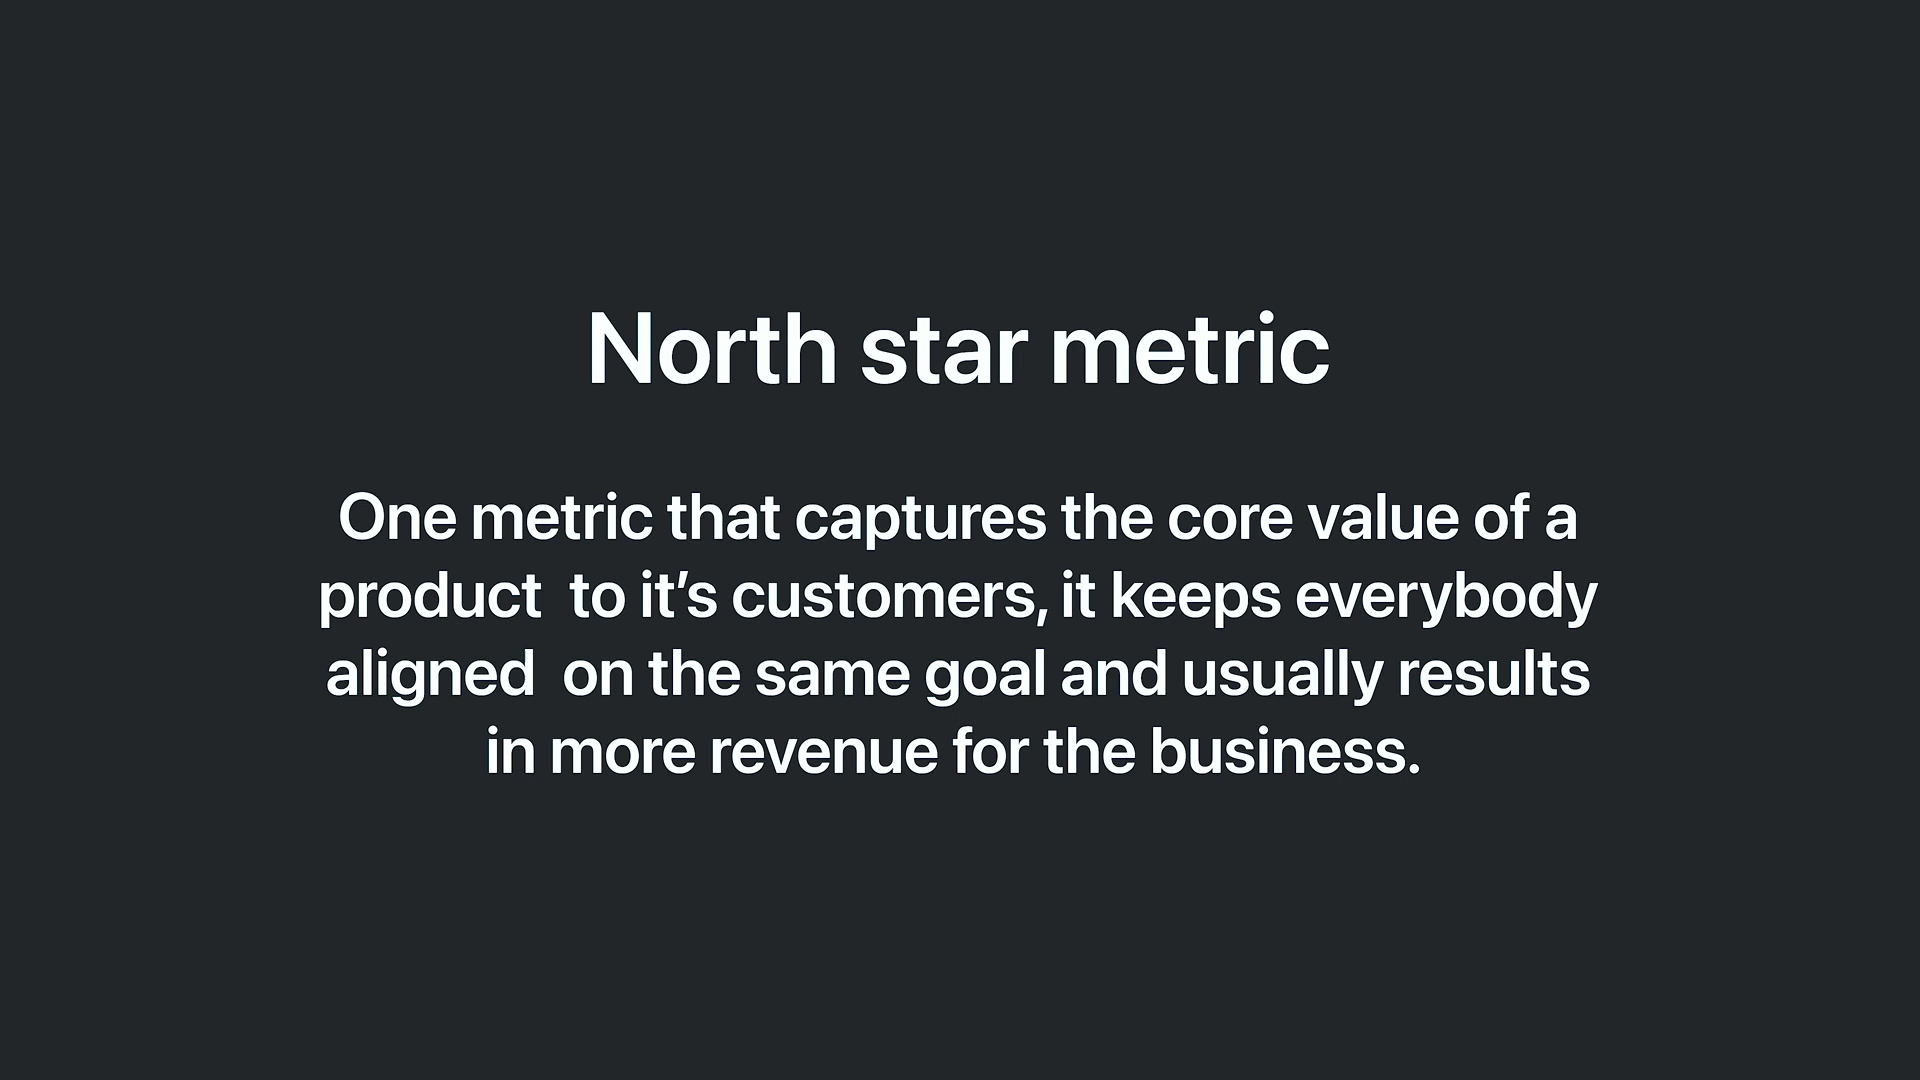 North star metric
One metric that captures the core value of a
product  to it’s customers, it keeps everybody
aligned  on the same goal and usually results
in more revenue for the business.